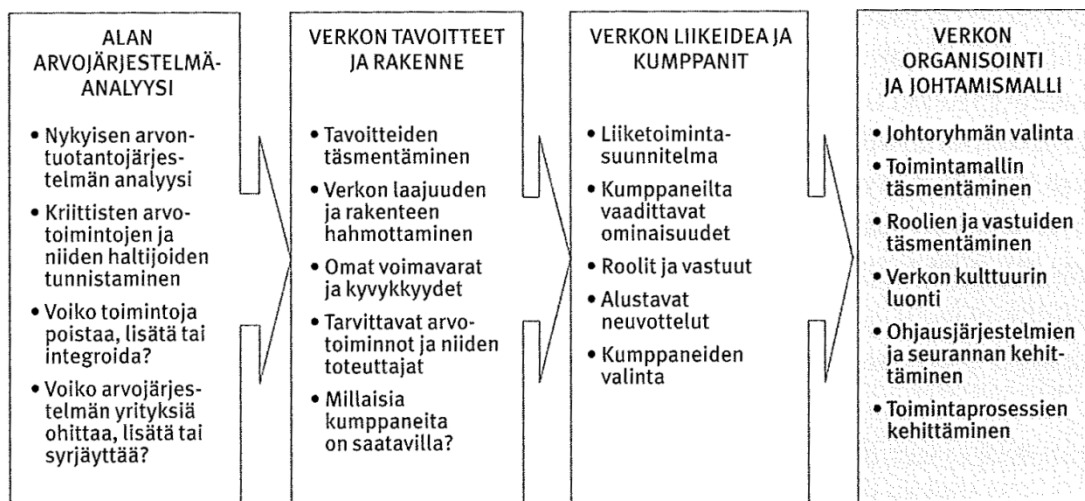 ALAN
ARVOJÄRJESTELMÄ-
ANALYYSI
• Nykyisen arvon-
tuotantojärjes-
telmän analyysi
• Kriittisten arvo-
toimintojen ja
niiden haltijoiden
tunnistaminen
• Voiko toimintoja
poistaa, lisätä tai
integroida?
• Voiko arvojärjes-
telmän yrityksiä
ohittaa, lisätä tai
syrjäyttää?
VERKON TAVOITTEET
JA RAKENNE
• Tavoitteiden
täsmentäminen
• Verkon laajuuden
ja rakenteen
hahmottaminen
• Omat voimavarat
ja kyvykkyydet
• Tarvittavat arvo-
toiminnot ja niiden
toteuttajat
• Millaisia
kumppaneita
on saatavilla?
VERKON LIIKEIDEA JA
KUMPPANIT
• Liiketoiminta-
suunnitelma
• Kumppaneilta
vaadittavat
ominaisuudet
• Roolit ja vastuut
• Alustavat
neuvottelut
• Kumppaneiden
valinta
VERKON
ORGANISOINTI
JA JOHTAMISMALLI
• Johtoryhmän valinta
• Toimintamallin
täsmentäminen
• Roolien ja vastuiden
täsmentäminen
• Verkon kulttuurin
luonti
• Ohjausjärjestelmien
ja seurannan kehit-
täminen
• Toimintaprosessien
kehittäminen